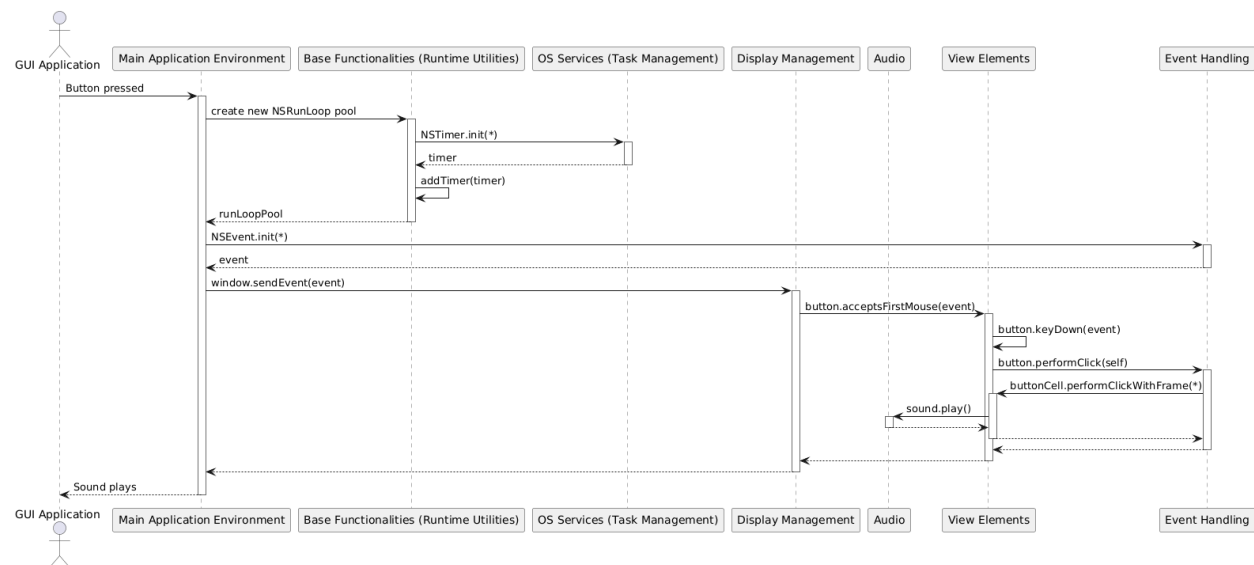 GUI Application
Main Application Environment
Base Functionalities (Runtime Utilities)
OS Services (Task Management)
Display Management
Audio
View Elements
Event Handling
Button pressed
create new NSRunLoop pool
NSTimer.init(*)
timer
addTimer(timer)
runLoopPool
NSEvent.init(*)
event
window.sendEvent(event)
button.acceptsFirstMouse(event)
button.keyDown(event)
button.performClick(self)
buttonCell.performClickWithFrame(*)
sound.play()
Sound plays
GUI Application
Main Application Environment
Base Functionalities (Runtime Utilities)
OS Services (Task Management)
Display Management
Audio
View Elements
Event Handling